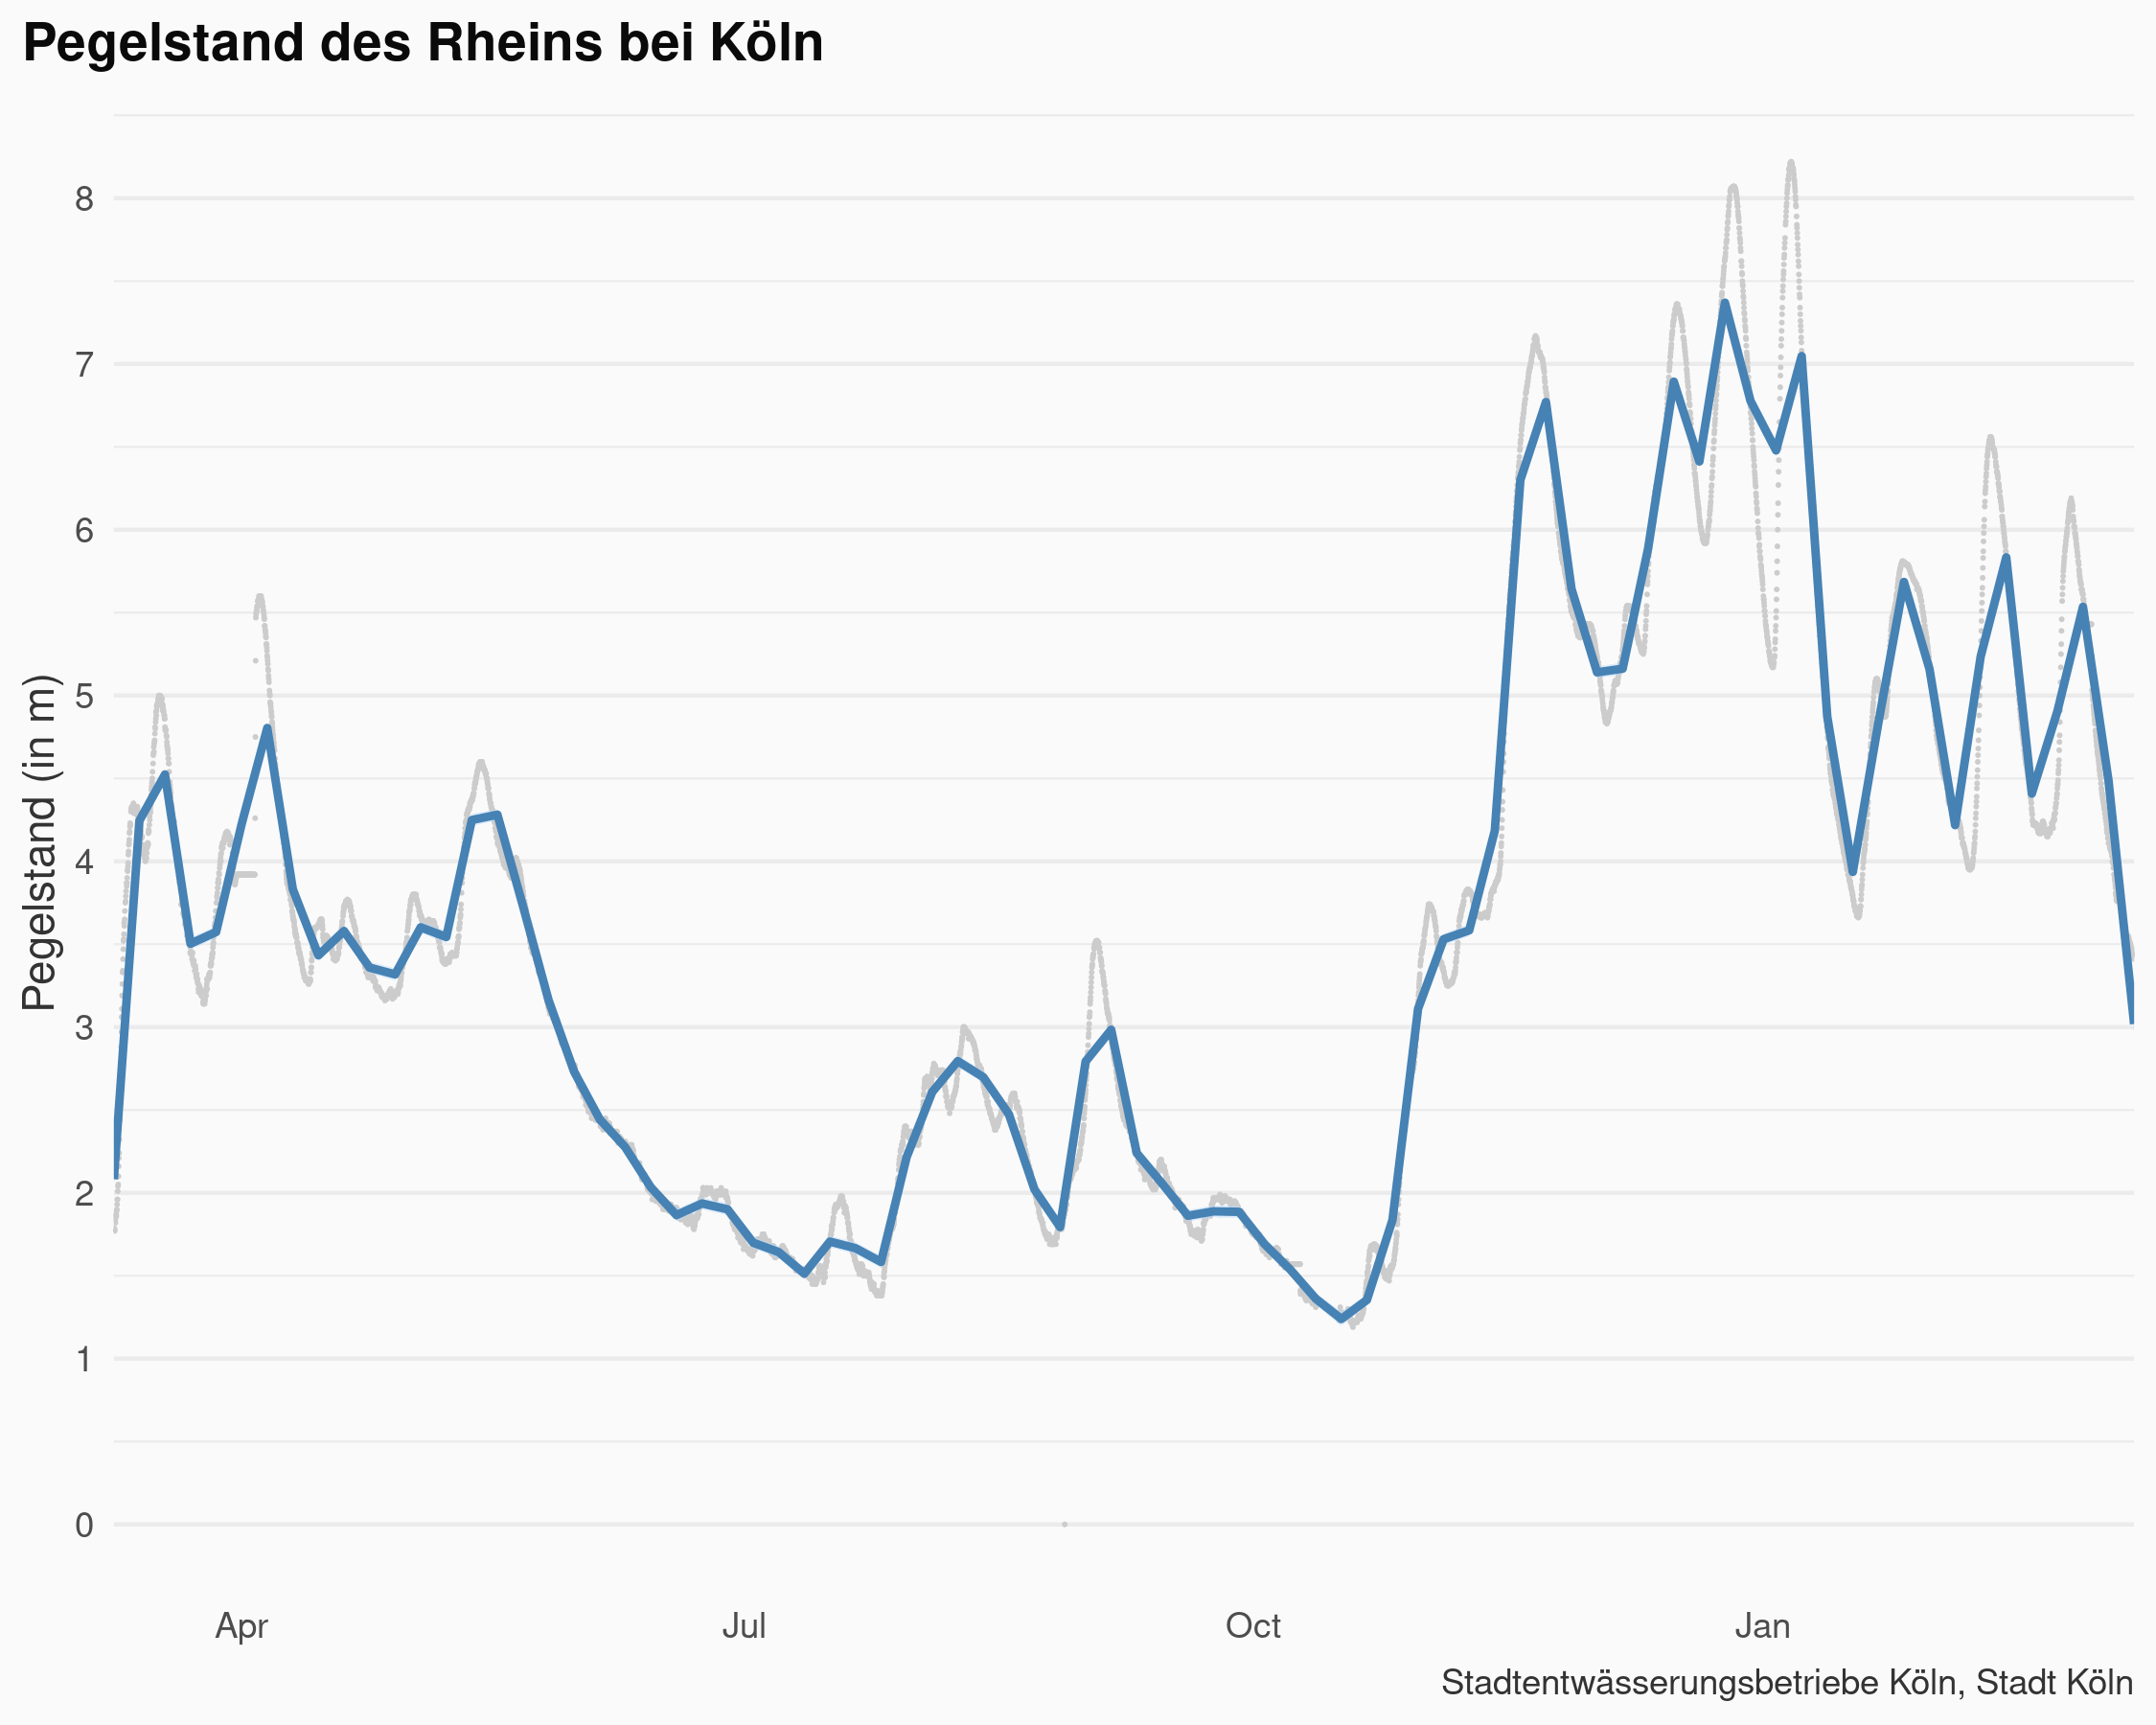 Pegelstand des Rheins bei Köln
Pegelstand (in m)
8
7
6
5
4
3
2
1
0
Apr Jul Oct Jan
Stadtentwässerungsbetriebe Köln, Stadt Köln